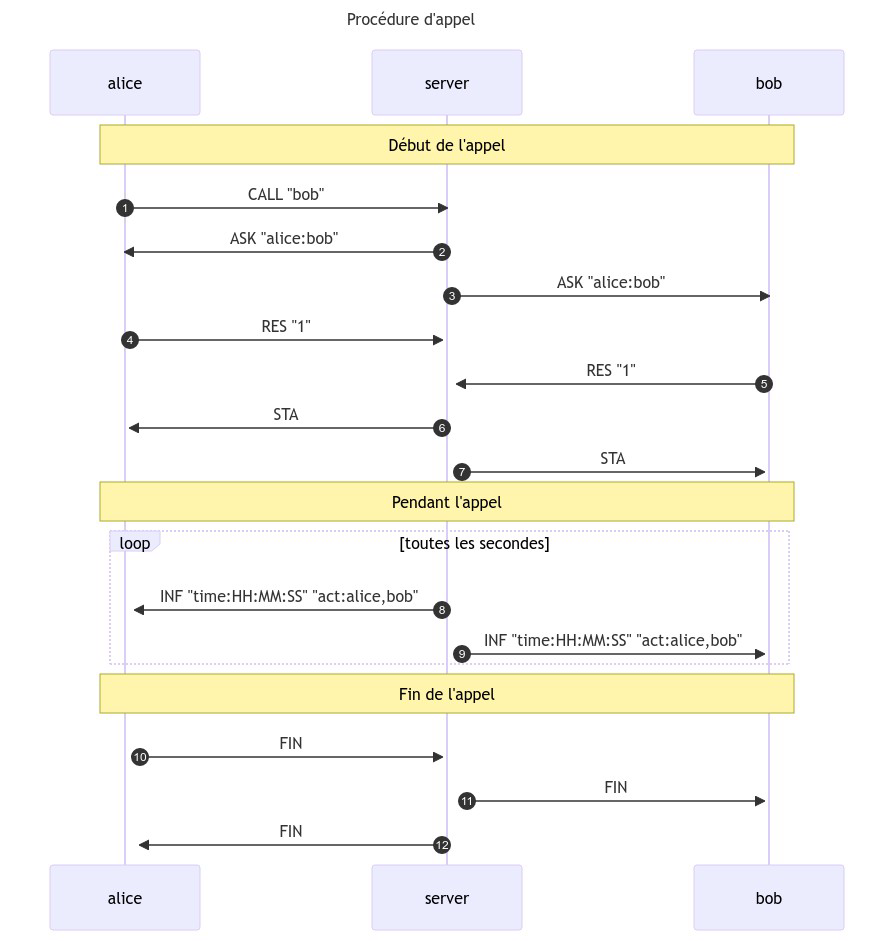 Procédure d'appel
alice
server
bob
Début de l'appel
CALL "bob"
1
ASK "alice:bob"
2
ASK "alice:bob"
3
RES "1"
4
RES "1"
5
STA
6
STA
7
Pendant l'appel
loop
[toutes les secondes]
INF "time:HH:MM:SS" "act:alice,bob"
8
INF "time:HH:MM:SS" "act:alice,bob"
9
Fin de l'appel
FIN
10
FIN
11
FIN
12
alice
server
bob